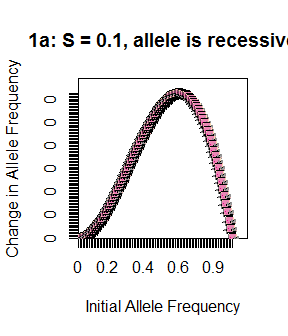 1a: S = 0.1, allele is recessive
Change in Allele Frequency
0 0 0 0 0
0 0.2 0.4 0.6 0.9
Initial Allele Frequency